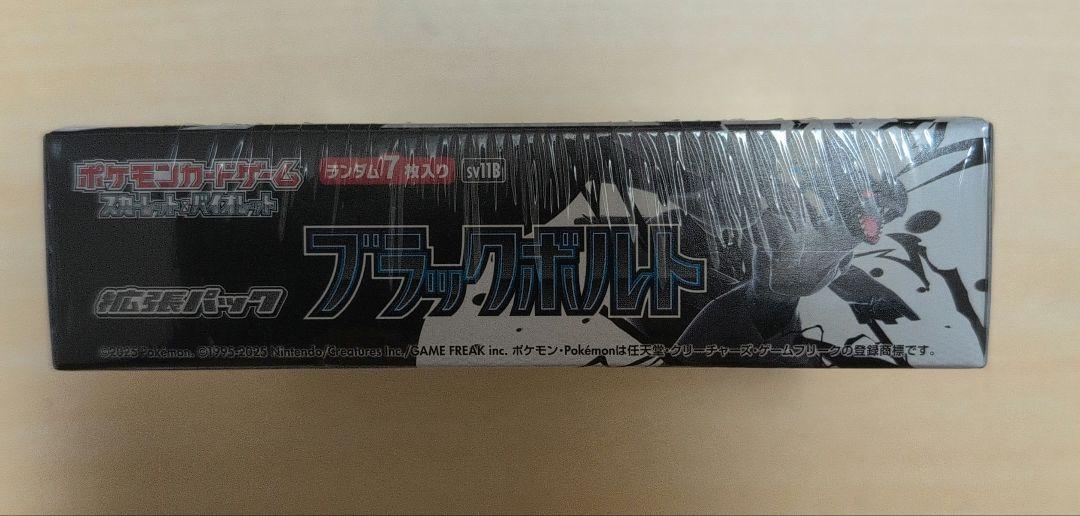 ポケモンカードゲーム
スカーレット&バイオレット
ランダム7枚入り
sv11B
ブラックボルト
拡張パック
©2025 Pokémon. ©1995-2025 Nintendo/Creatures Inc./GAME FREAK inc. ポケモン・Pokémonは任天堂・クリーチャーズ・ゲームフリークの登録商標です。